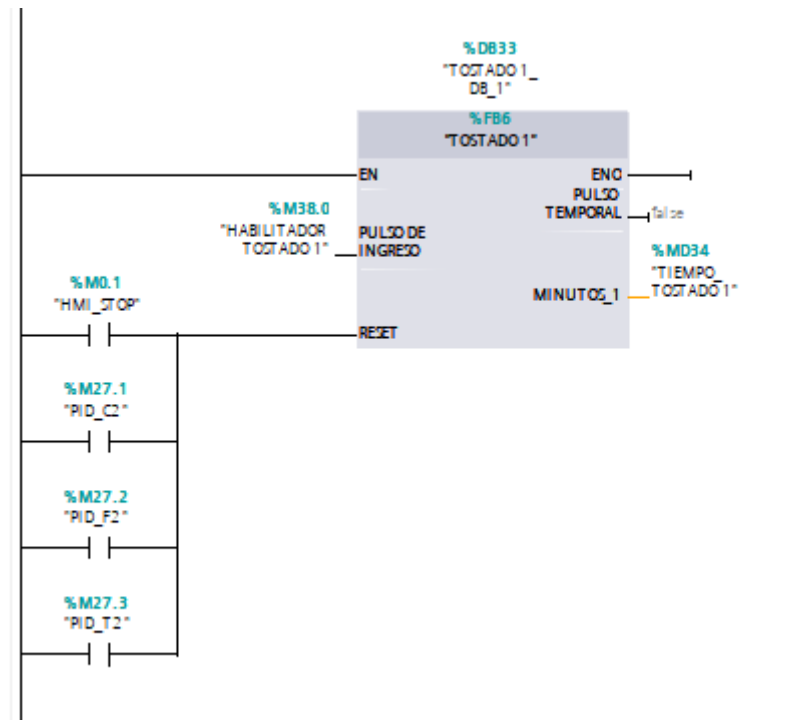 %DB33
"TOSTADO 1_
DB_1"
%FB6
"TOSTADO 1"
EN
ENO
PULSO
TEMPORAL
false
%M38.0
"HABILITADOR
TOSTADO 1"
PULSO DE
INGRESO
%MD34
"TIEMPO_
TOSTADO 1"
MINUTOS_1
%M0.1
"HMI_STOP"
RESET
%M27.1
"PID_C2"
%M27.2
"PID_F2"
%M27.3
"PID_T2"